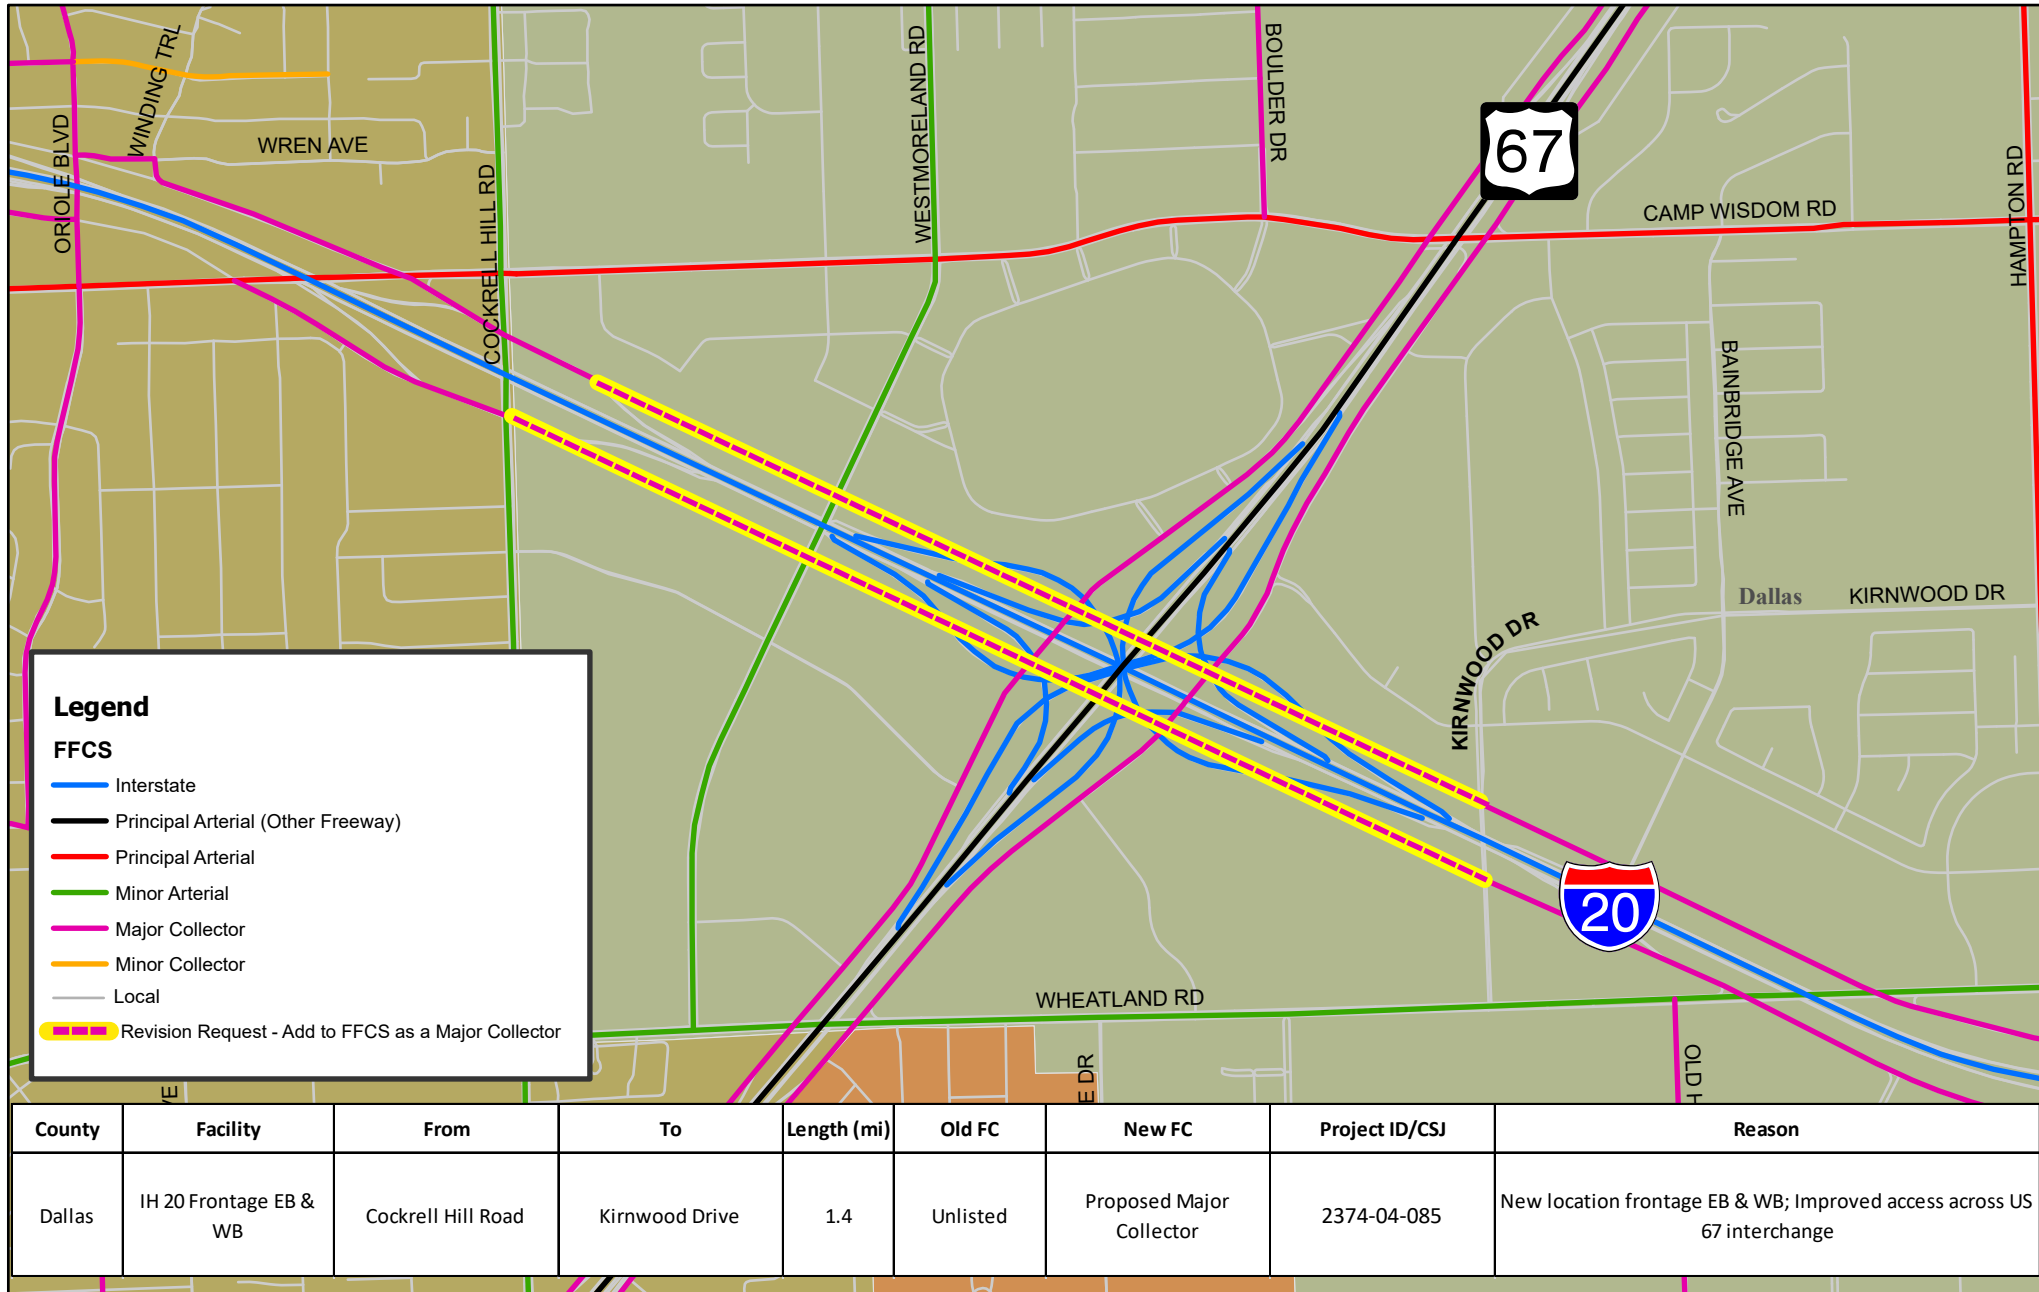 WINDING TRL
ORIOLE BLVD
WREN AVE
COCKRELL HILL RD
WESTMORELAND RD
BOULDER DR
67
CAMP WISDOM RD
HAMPTON RD
BAINBRIDGE AVE
Dallas
KIRNWOOD DR
KIRNWOOD DR
20
WHEATLAND RD
OLD H
E DR
VE
Legend
FFCS
Interstate
Principal Arterial (Other Freeway)
Principal Arterial
Minor Arterial
Major Collector
Minor Collector
Local
Revision Request - Add to FFCS as a Major Collector
County Facility From To Length (mi) Old FC New FC Project ID/CSJ Reason
Dallas IH 20 Frontage EB & WB Cockrell Hill Road Kirnwood Drive 1.4 Unlisted Proposed Major Collector 2374-04-085 New location frontage EB & WB; Improved access across US 67 interchange